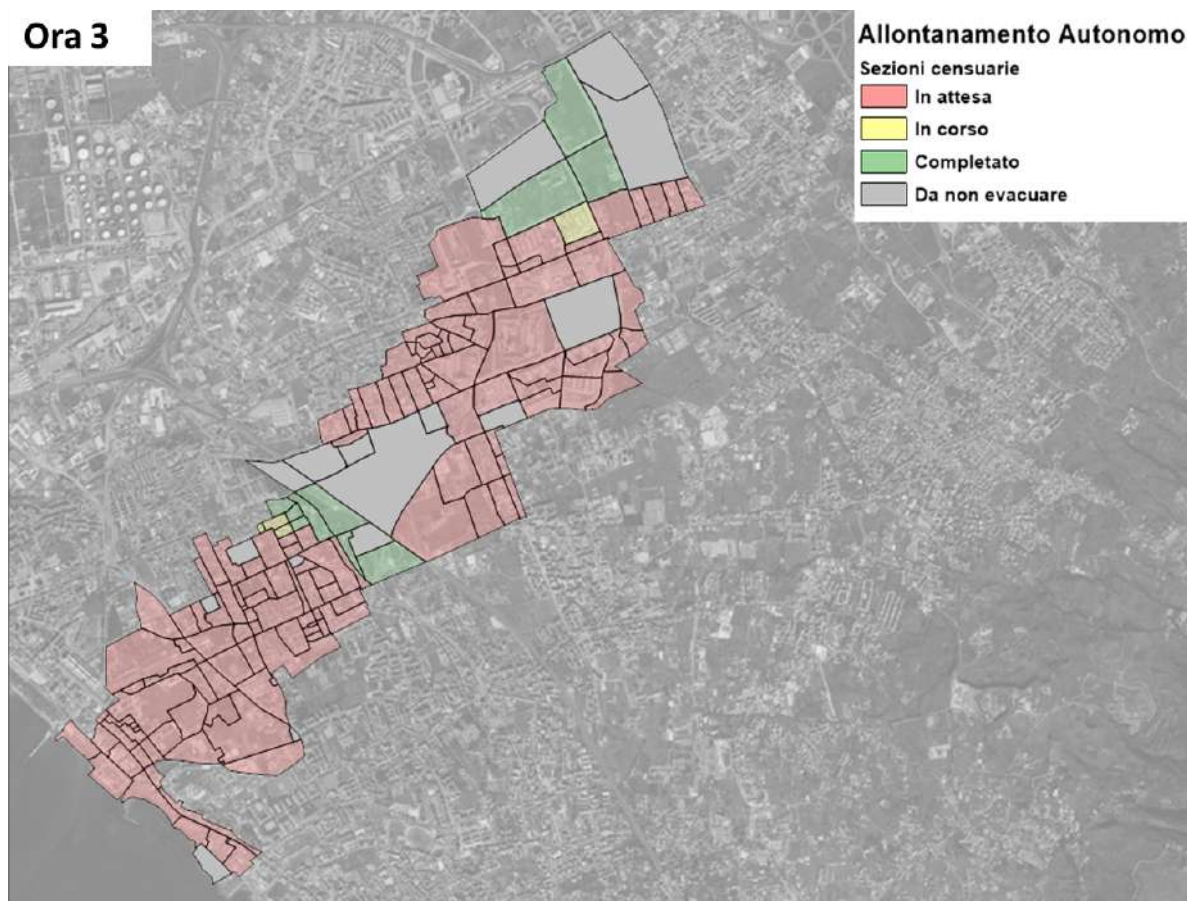 Ora 3
Allontanamento Autonomo
Sezioni censuarie
In attesa
In corso
Completato
Da non evacuare